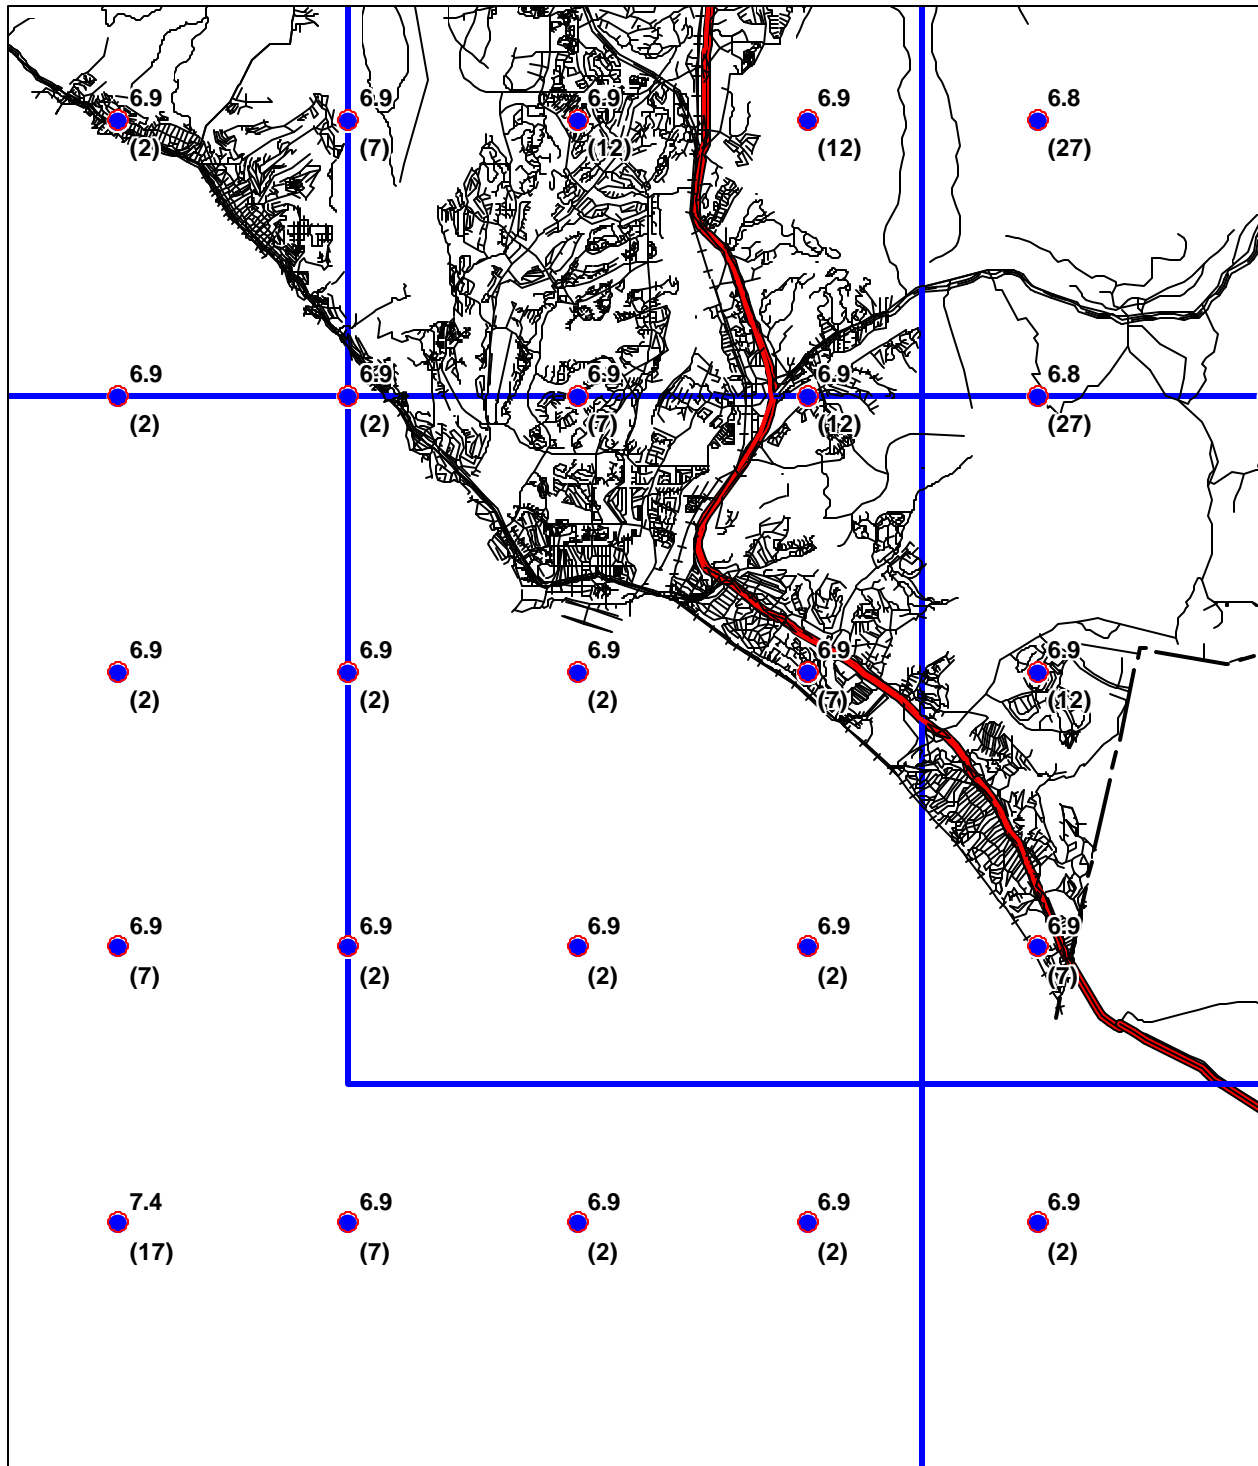 6.9 6.9 6.9 6.9 6.8
(2) (7) (12) (12) (27)
6.9 6.9 6.9 6.9 6.8
(2) (2) (7) (12) (27)
6.9 6.9 6.9 6.9 6.9
(2) (2) (2) (7) (12)
6.9 6.9 6.9 6.9 6.9
(7) (2) (2) (2) (7)
7.4 6.9 6.9 6.9 6.9
(17) (7) (2) (2) (2)